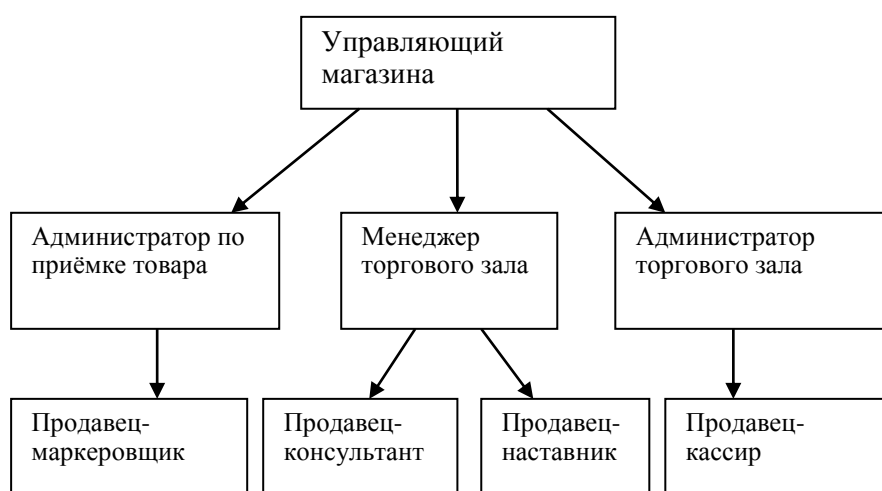 Управляющий
магазина
Администратор по
приёмке товара
Менеджер
торгового зала
Администратор
торгового зала
Продавец-
маркеровщик
Продавец-
консультант
Продавец-
наставник
Продавец-
кассир